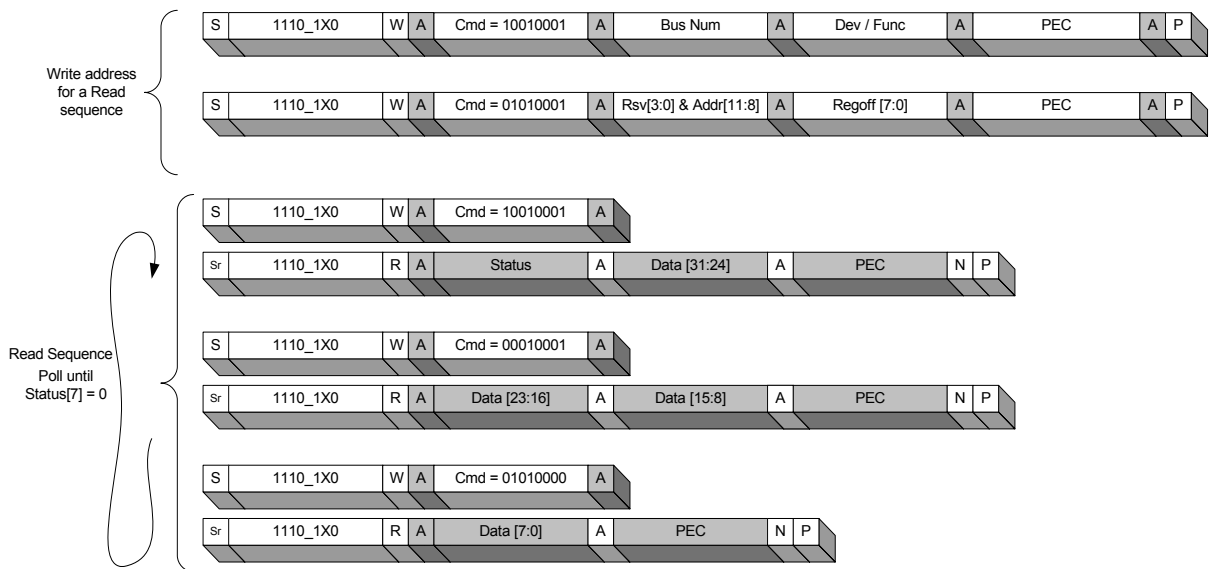 S 1110_1X0 W A Cmd = 10010001 A Bus Num A Dev / Func A PEC A P
Write address
for a Read
sequence
S 1110_1X0 W A Cmd = 01010001 A Rsv[3:0] & Addr[11:8] A Regoff [7:0] A PEC A P
S 1110_1X0 W A Cmd = 10010001 A
Sr 1110_1X0 R A Status A Data [31:24] A PEC N P
Read Sequence
Poll until
Status[7] = 0
S 1110_1X0 W A Cmd = 00010001 A
Sr 1110_1X0 R A Data [23:16] A Data [15:8] A PEC N P
S 1110_1X0 W A Cmd = 01010000 A
Sr 1110_1X0 R A Data [7:0] A PEC N P